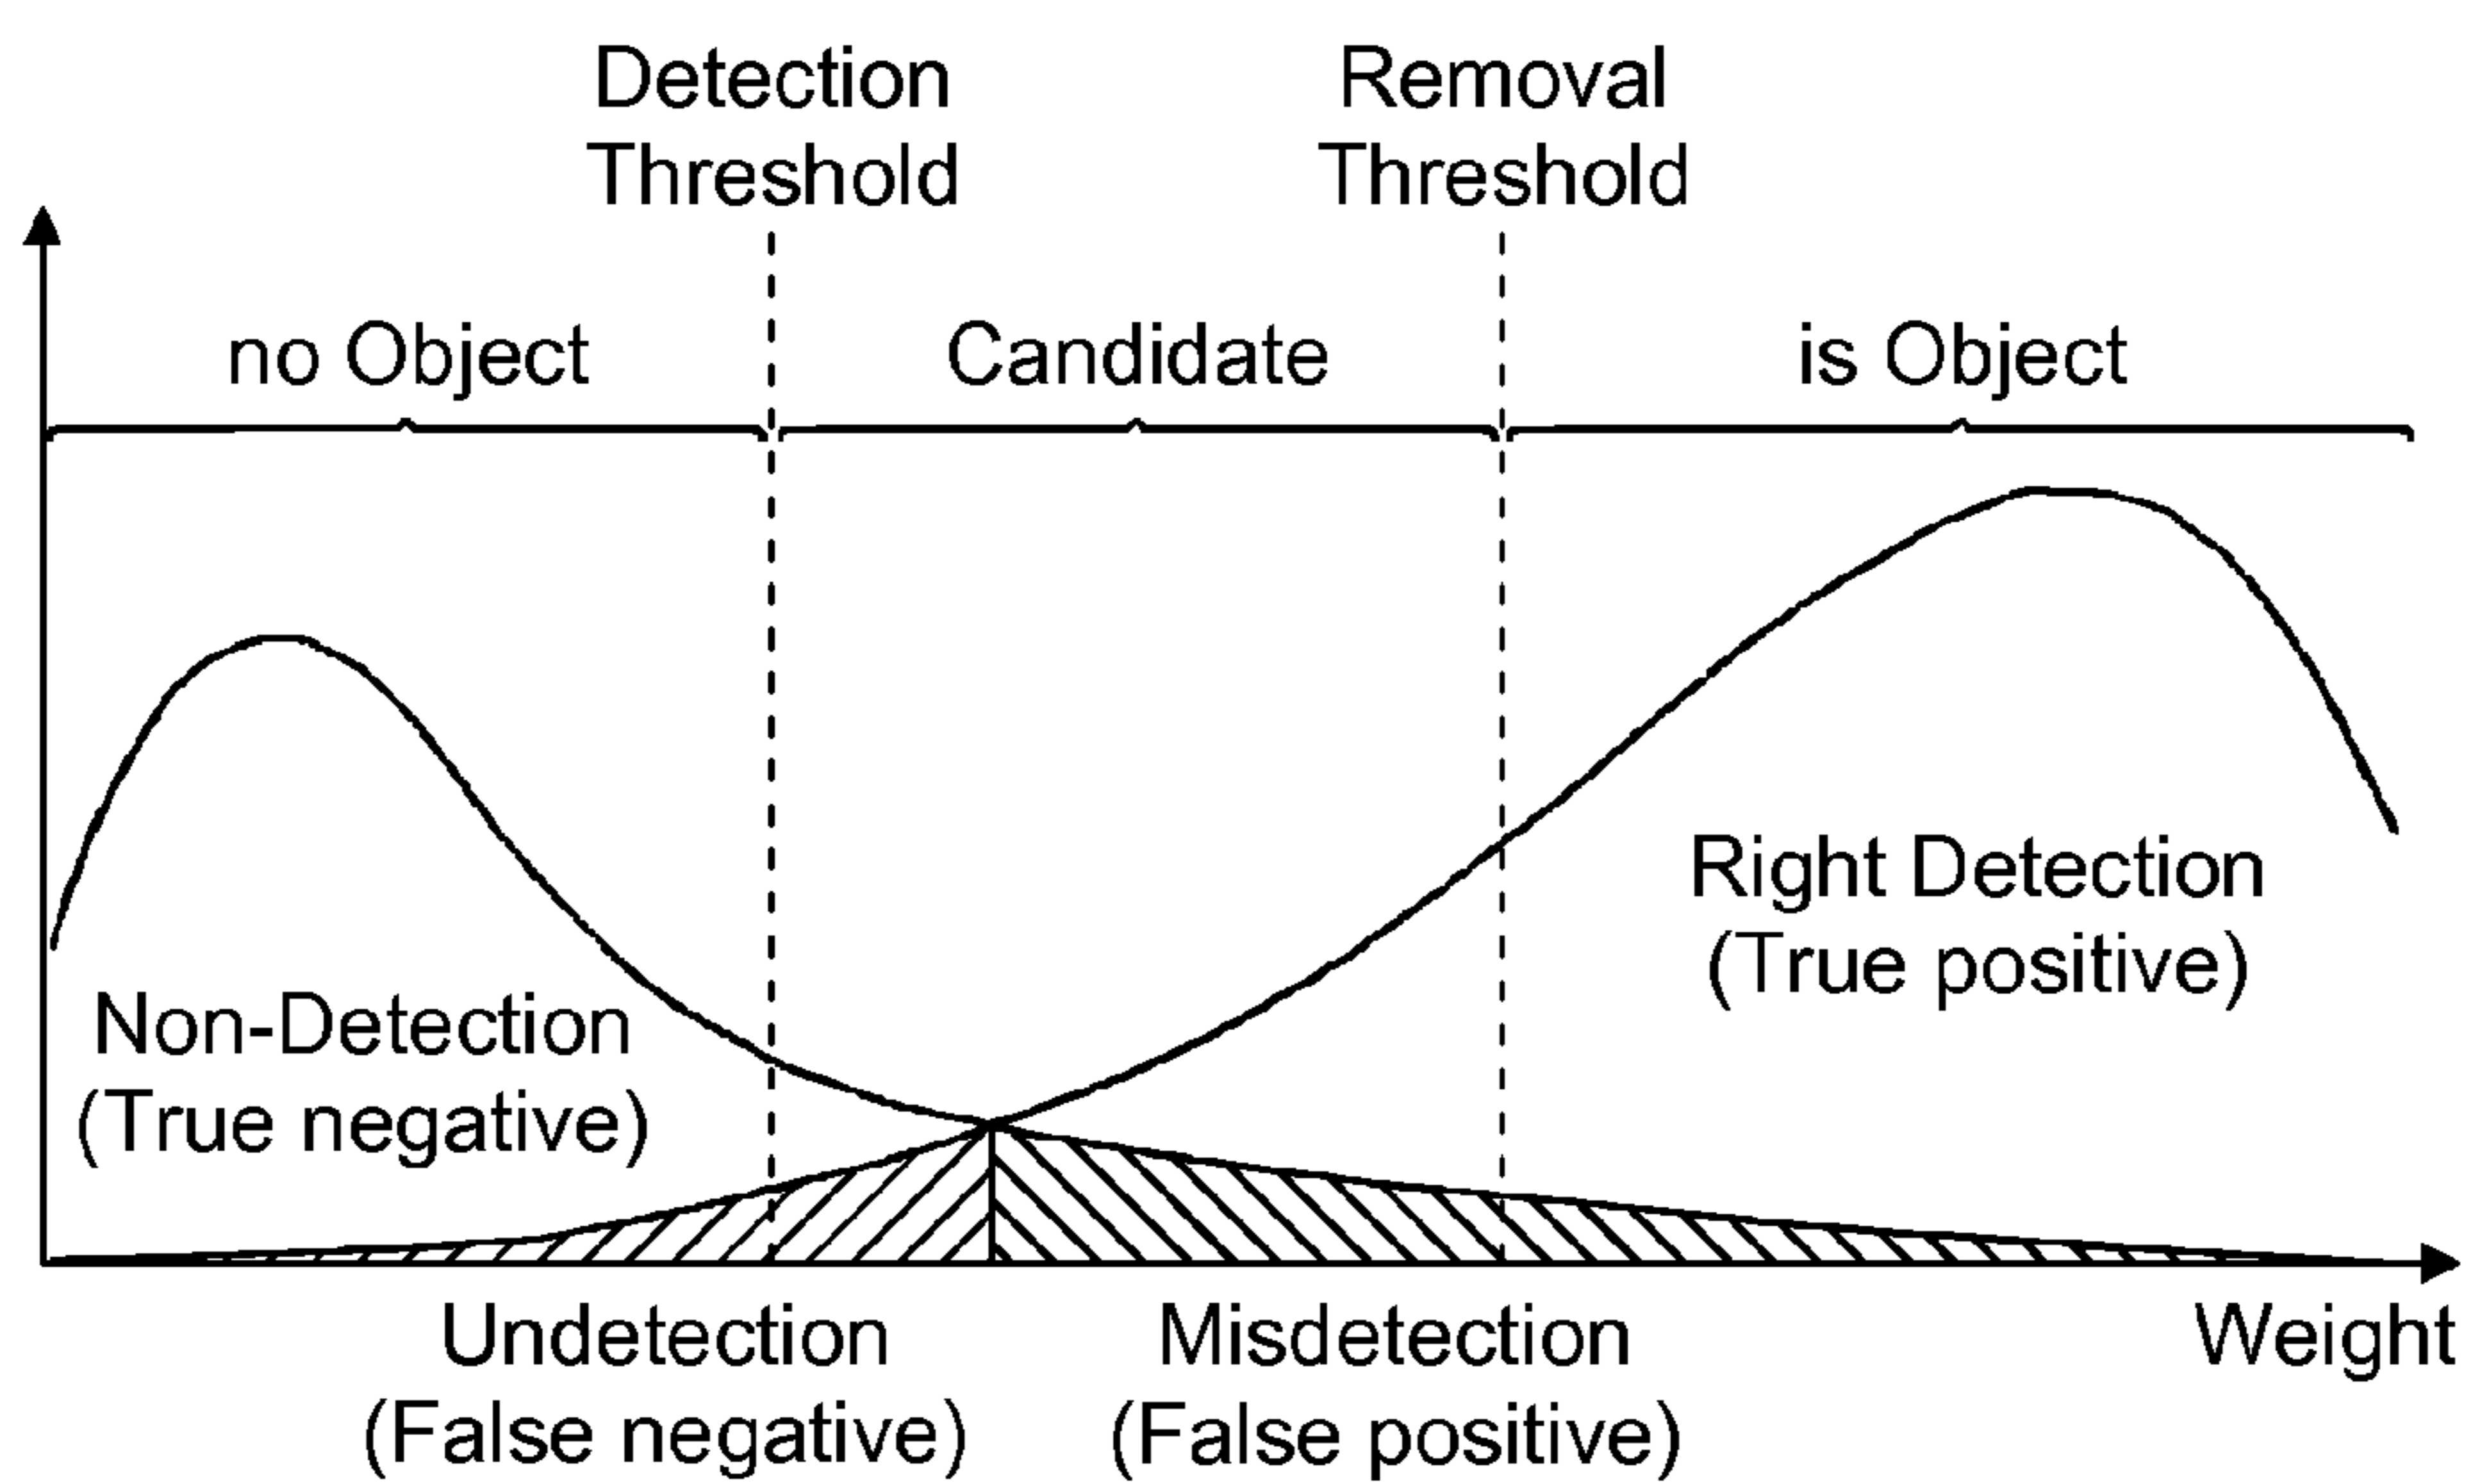 Detection
Threshold
Removal
Threshold
no Object
Candidate
is Object
Right Detection
(True positive)
Non-Detection
(True negative)
Undetection
(False negative)
Misdetection
(False positive)
Weight